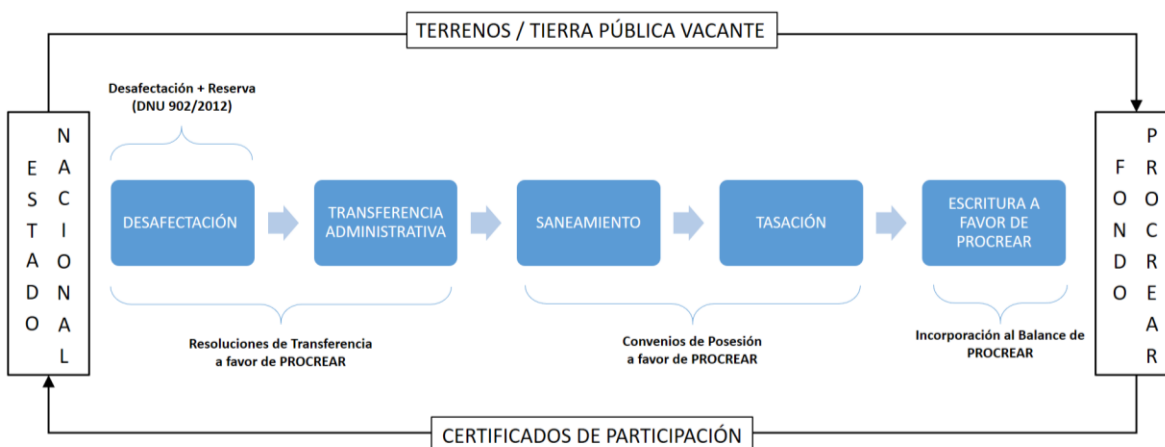 TERRENOS / TIERRA PÚBLICA VACANTE
Desafectación + Reserva
(DNU 902/2012)
ESTADO
NACIONAL
DESAFECTACIÓN
TRANSFERENCIA
ADMINISTRATIVA
SANEAMIENTO
TASACIÓN
ESCRITURA A
FAVOR DE
PROCREAR
FONDO
PROCREAR
Resoluciones de Transferencia
a favor de PROCREAR
Convenios de Posesión
a favor de PROCREAR
Incorporación al Balance de
PROCREAR
CERTIFICADOS DE PARTICIPACIÓN